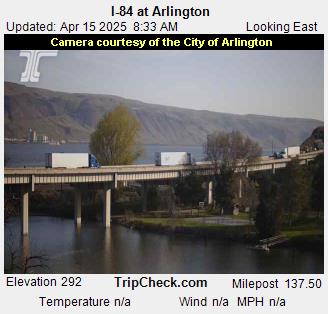 I-84 at Arlington
Updated: Apr 15 2025 8:33 AM Looking East
Camera courtesy of the City of Arlington
Elevation 292 TripCheck.com Milepost 137.50
Temperature n/a Wind n/a MPH n/a